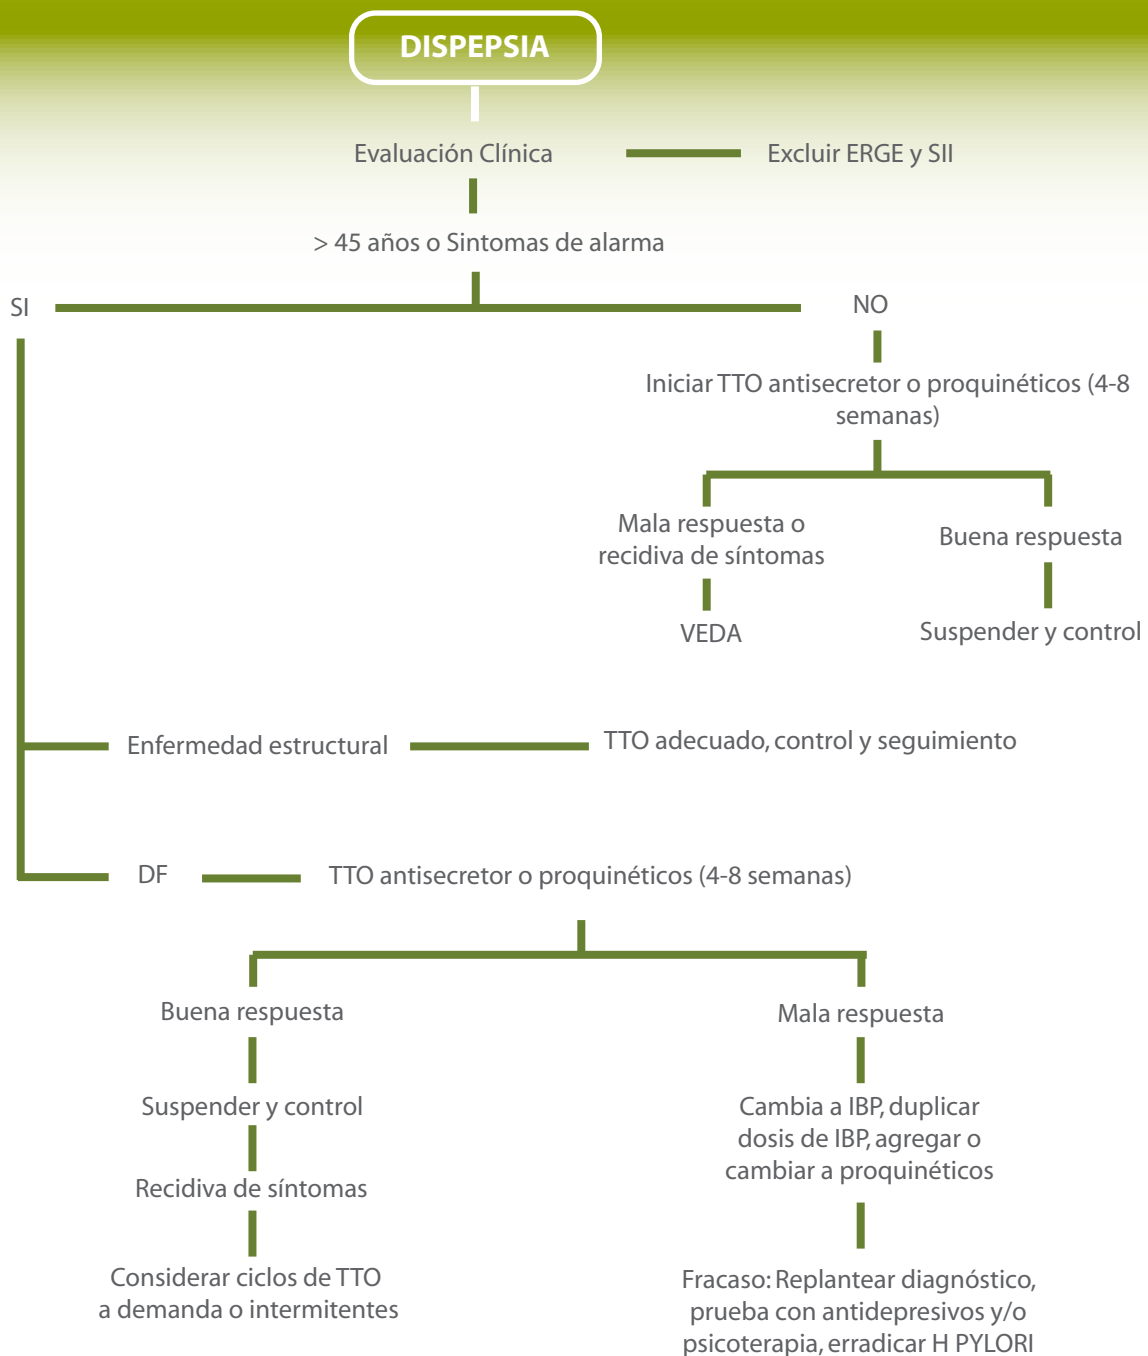 DISPEPSIA
Evaluación Clínica
Excluir ERGE y SII
> 45 años o Sintomas de alarma
SI
NO
Iniciar TTO antisecretor o proquinéticos (4-8
semanas)
Mala respuesta o
recidiva de síntomas
Buena respuesta
VEDA
Suspender y control
Enfermedad estructural
TTO adecuado, control y seguimiento
DF
TTO antisecretor o proquinéticos (4-8 semanas)
Buena respuesta
Mala respuesta
Suspender y control
Cambia a IBP, duplicar
dosis de IBP, agregar o
cambiar a proquinéticos
Recidiva de síntomas
Considerar ciclos de TTO
a demanda o intermitentes
Fracaso: Replantear diagnóstico,
prueba con antidepresivos y/o
psicoterapia, erradicar H PYLORI